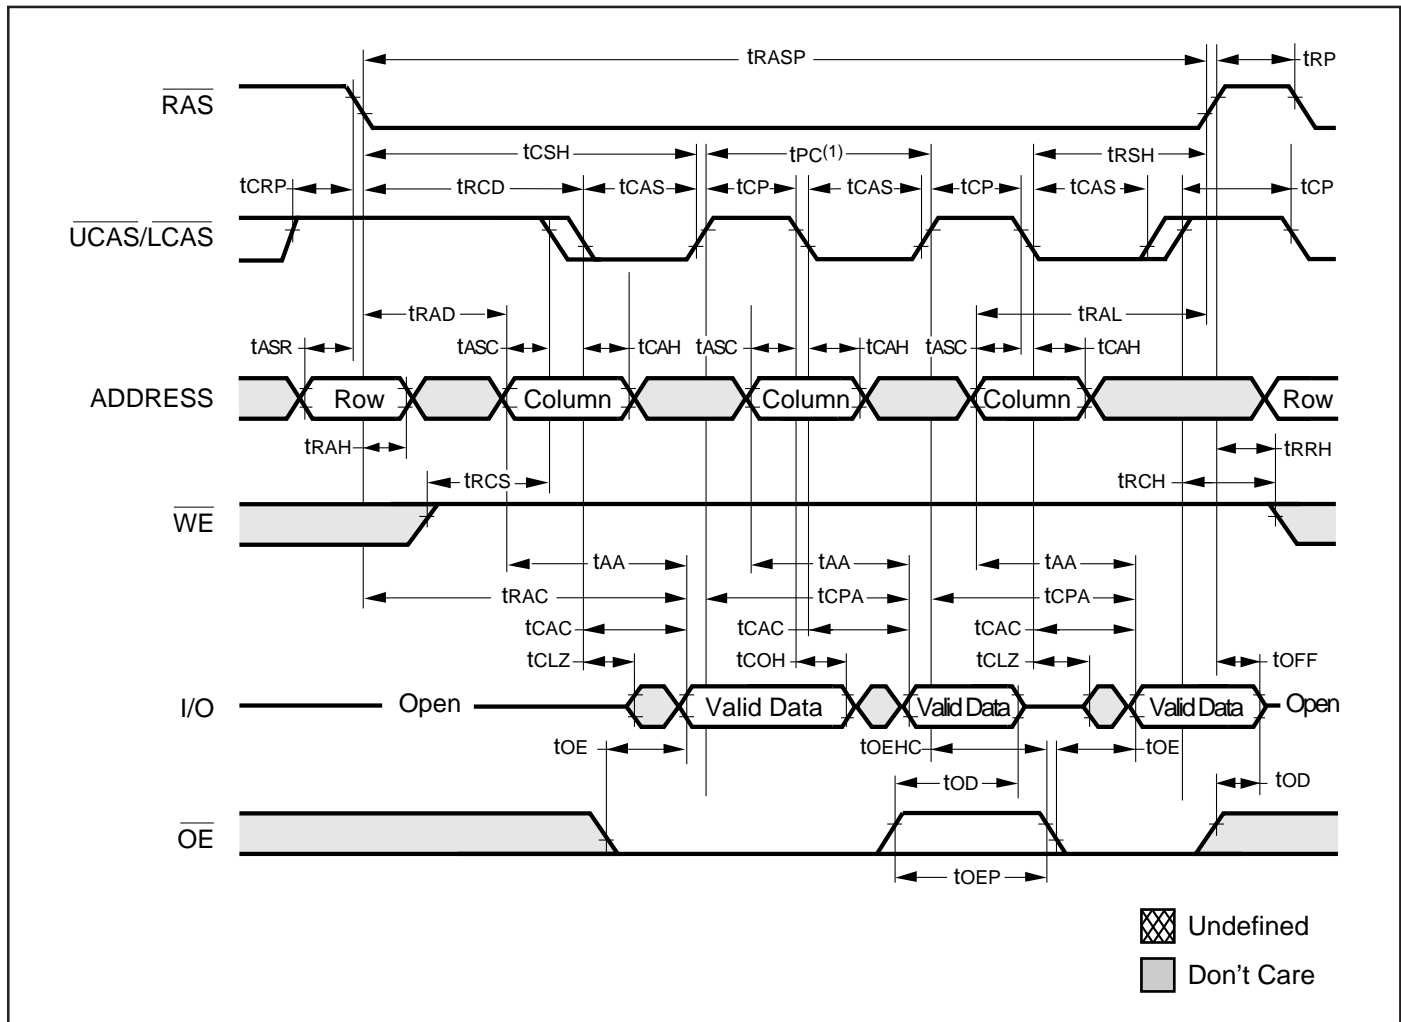 tRASP
tRP
RAS
tCSH
tPC(1)
tRSH
tCRP
tRCD
tCAS
tCP
tCAS
tCP
tCAS
tCP
UCAS/LCAS
tRAD
tRAL
tASR
tASC
tCAH
tASC
tCAH
tASC
tCAH
ADDRESS
Row
Column
Column
Column
Row
tRAH
tRRH
tRCS
tRCH
WE
tAA
tAA
tAA
tRAC
tCPA
tCPA
tCAC
tCAC
tCAC
tCLZ
tCOH
tCLZ
tOFF
I/O
Open
Valid Data
Valid Data
Valid Data
Open
tOE
tOEHC
tOE
tOD
tOD
OE
tOEP
Undefined
Don't Care